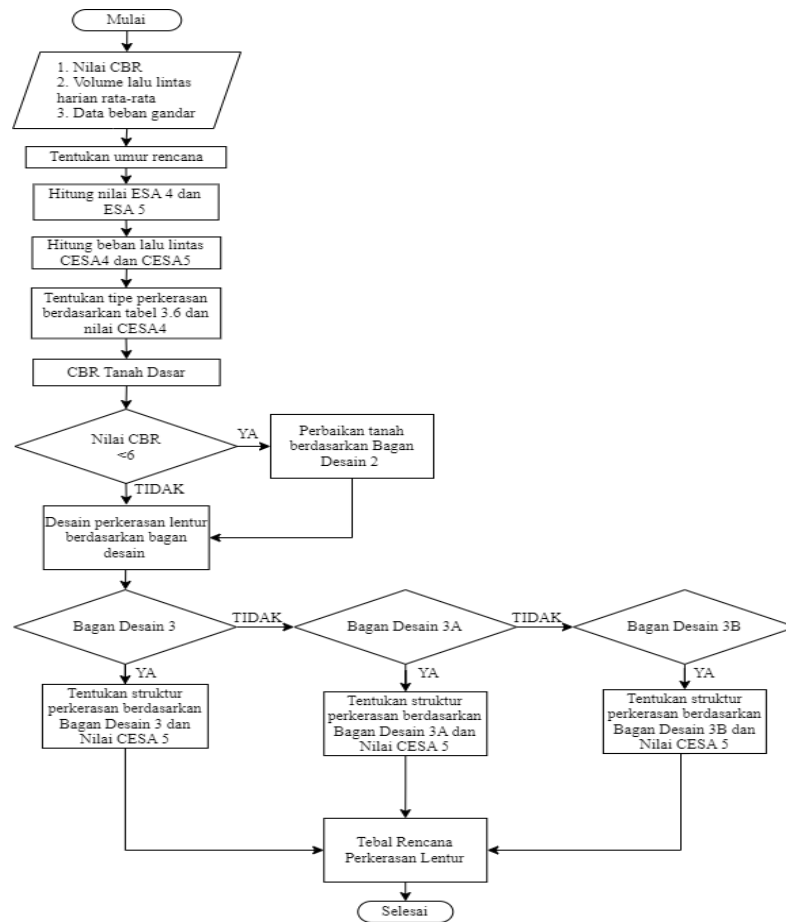 Mulai
1. Nilai CBR
2. Volume lalu lintas
harian rata-rata
3. Data beban gandar
Tentukan umur rencana
Hitung nilai ESA 4 dan
ESA 5
Hitung beban lalu lintas
CESA4 dan CESA5
Tentukan tipe perkerasan
berdasarkan tabel 3.6 dan
nilai CESA4
CBR Tanah Dasar
Nilai CBR
<6
YA
Perbaikan tanah
berdasarkan Bagan
Desain 2
TIDAK
Desain perkerasan lentur
berdasarkan bagan
desain
Bagan Desain 3
TIDAK
Bagan Desain 3A
TIDAK
Bagan Desain 3B
YA
YA
YA
Tentukan struktur
perkerasan berdasarkan
Bagan Desain 3 dan
Nilai CESA 5
Tentukan struktur
perkerasan berdasarkan
Bagan Desain 3A dan
Nilai CESA 5
Tentukan struktur
perkerasan berdasarkan
Bagan Desain 3B dan
Nilai CESA 5
Tebal Rencana
Perkerasan Lentur
Selesai